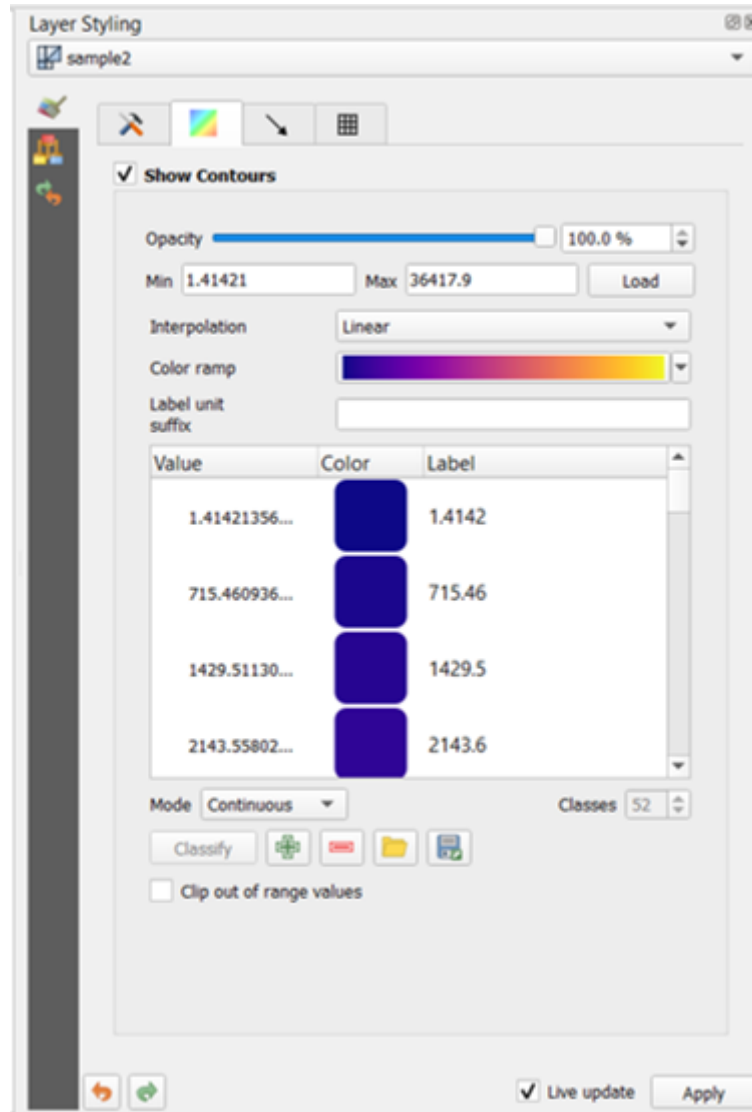 Layer Styling
sample2
Show Contours
Opacity 100.0 %
Min 1.41421 Max 36417.9 Load
Interpolation Linear
Color ramp
Label unit
suffix
Value Color Label
1.41421356... 1.4142
715.460936... 715.46
1429.51130... 1429.5
2143.55802... 2143.6
Mode Continuous Classes 52
Classify
Clip out of range values
Live update Apply